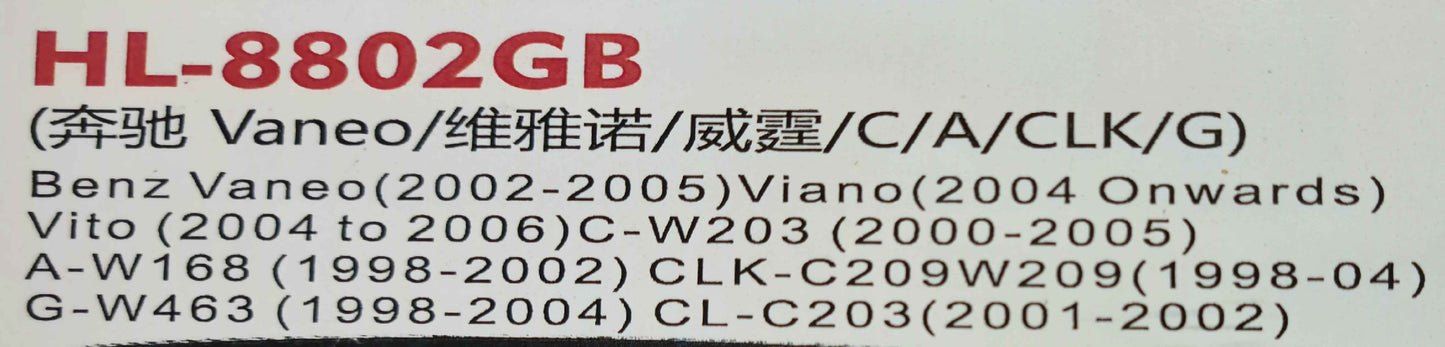 HL-8802GB
(奔驰 Vaneo/维雅诺/威霆/C/A/CLK/G)
Benz Vaneo(2002-2005)Viano(2004 Onwards)
Vito (2004 to 2006)C-W203 (2000-2005)
A-W168 (1998-2002) CLK-C209W209(1998-04)
G-W463 (1998-2004) CL-C203(2001-2002)